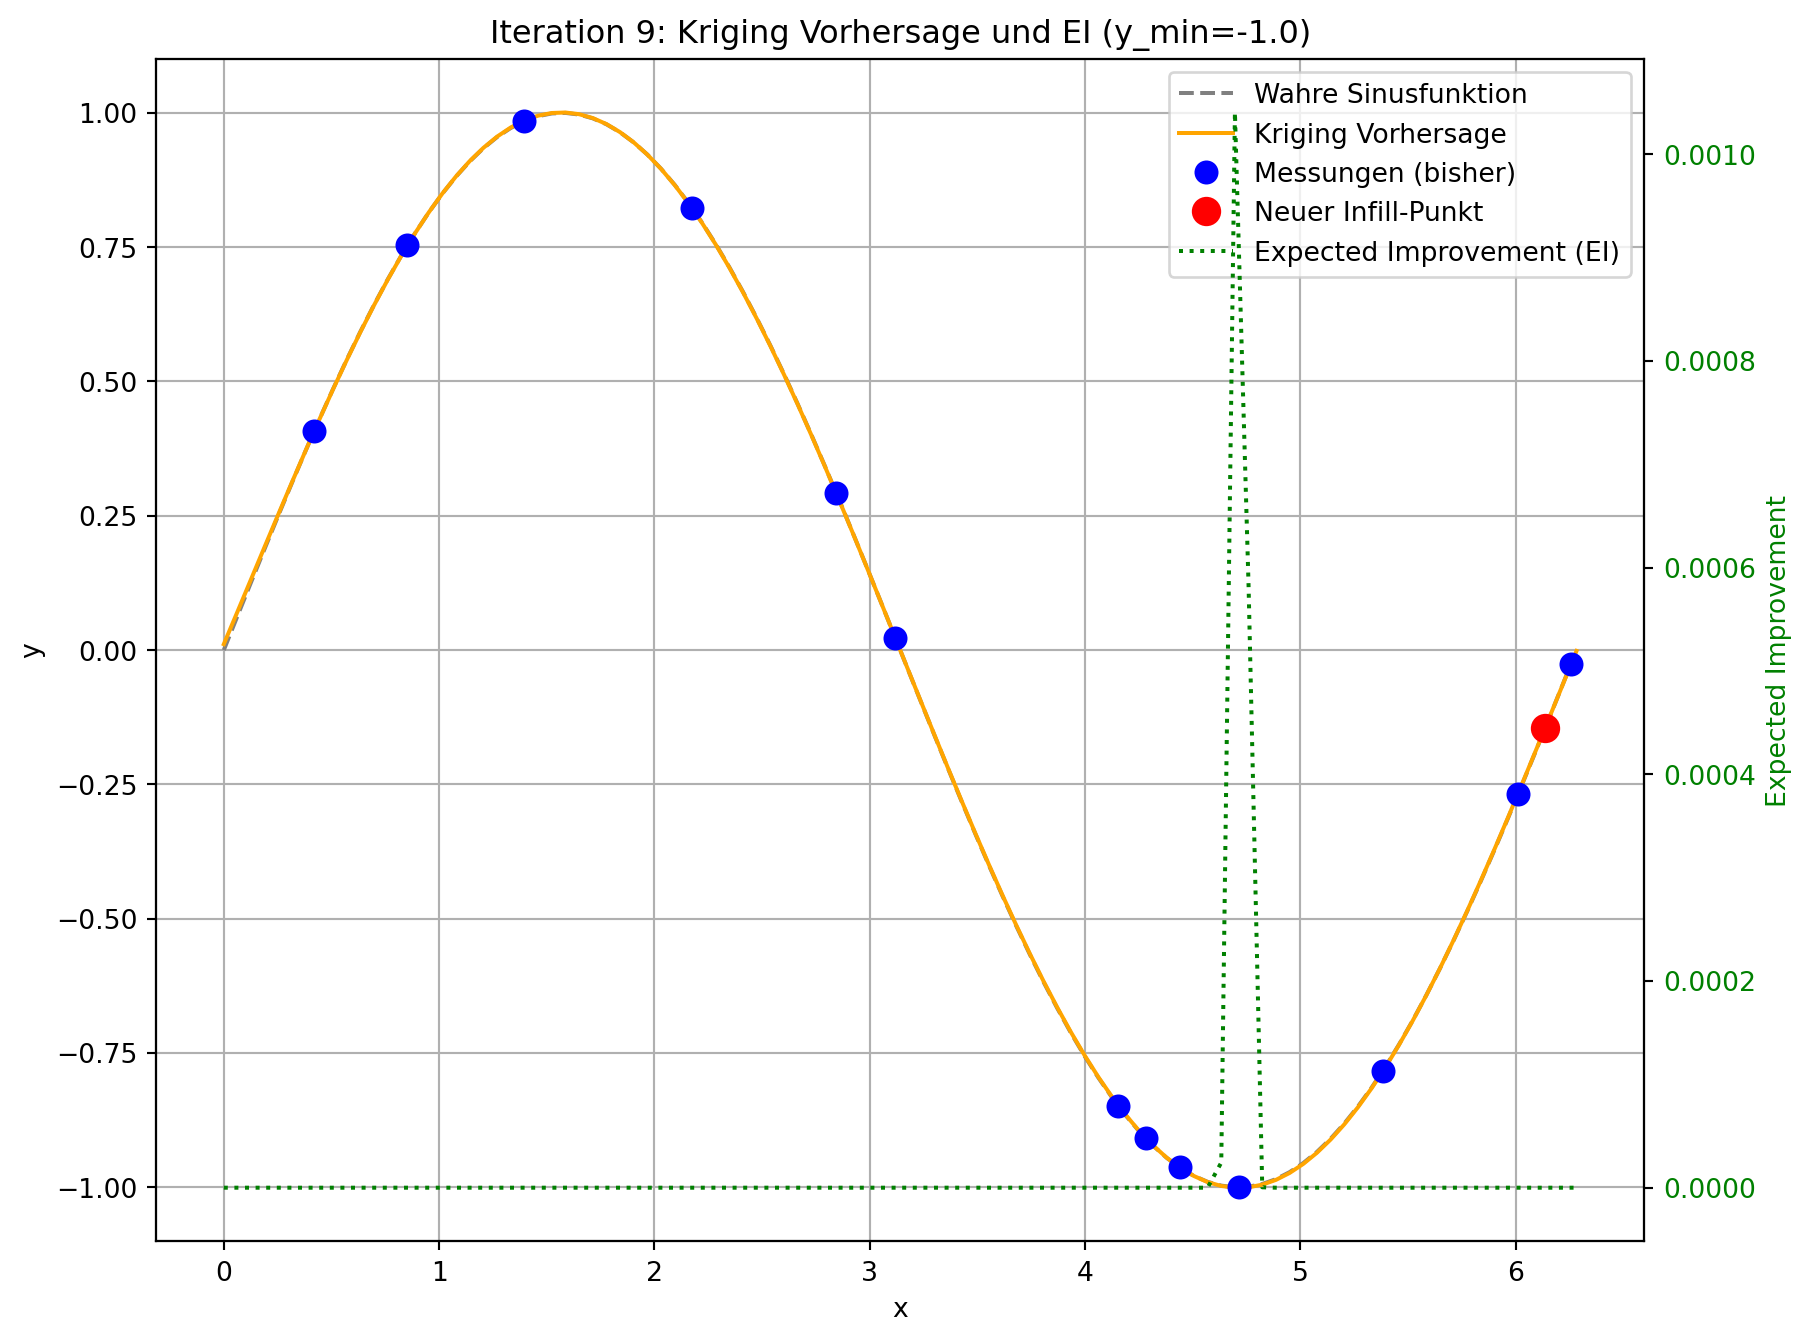 Iteration 9: Kriging Vorhersage und EI (y_min=-1.0)
Wahre Sinusfunktion
Kriging Vorhersage
Messungen (bisher)
Neuer Infill-Punkt
Expected Improvement (EI)
1.00
0.75
0.50
0.25
0.00
−0.25
−0.50
−0.75
−1.00
y
0.0010
0.0008
0.0006
0.0004
0.0002
0.0000
Expected Improvement
0 1 2 3 4 5 6
x